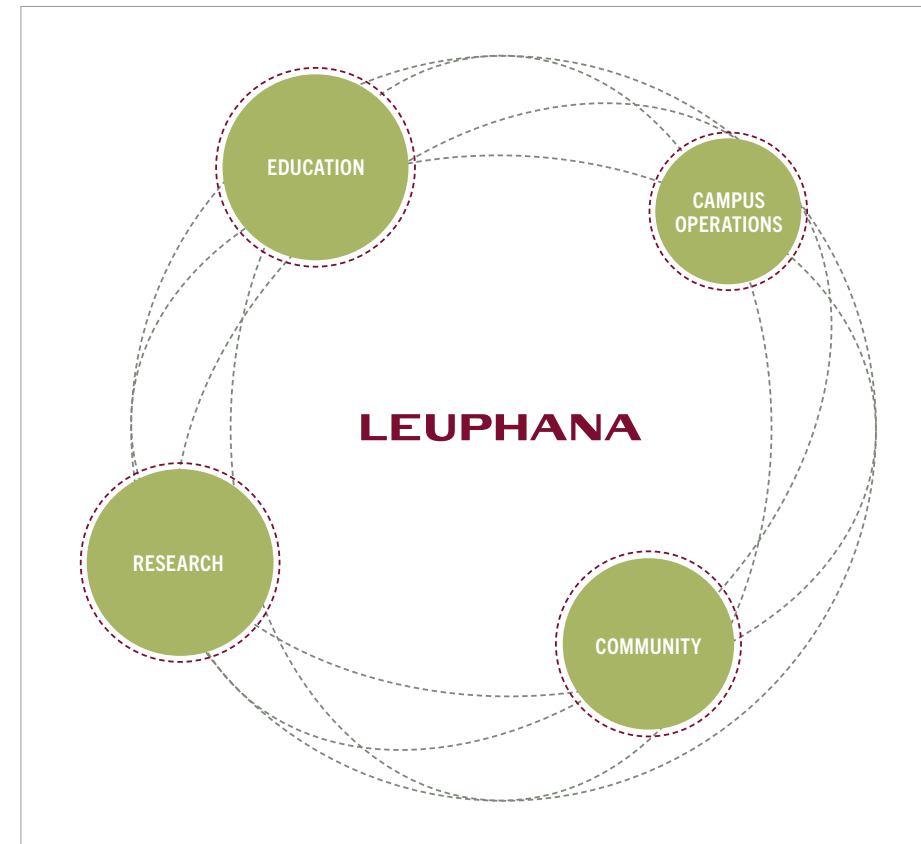 EDUCATION
CAMPUS
OPERATIONS
LEUPHANA
RESEARCH
COMMUNITY